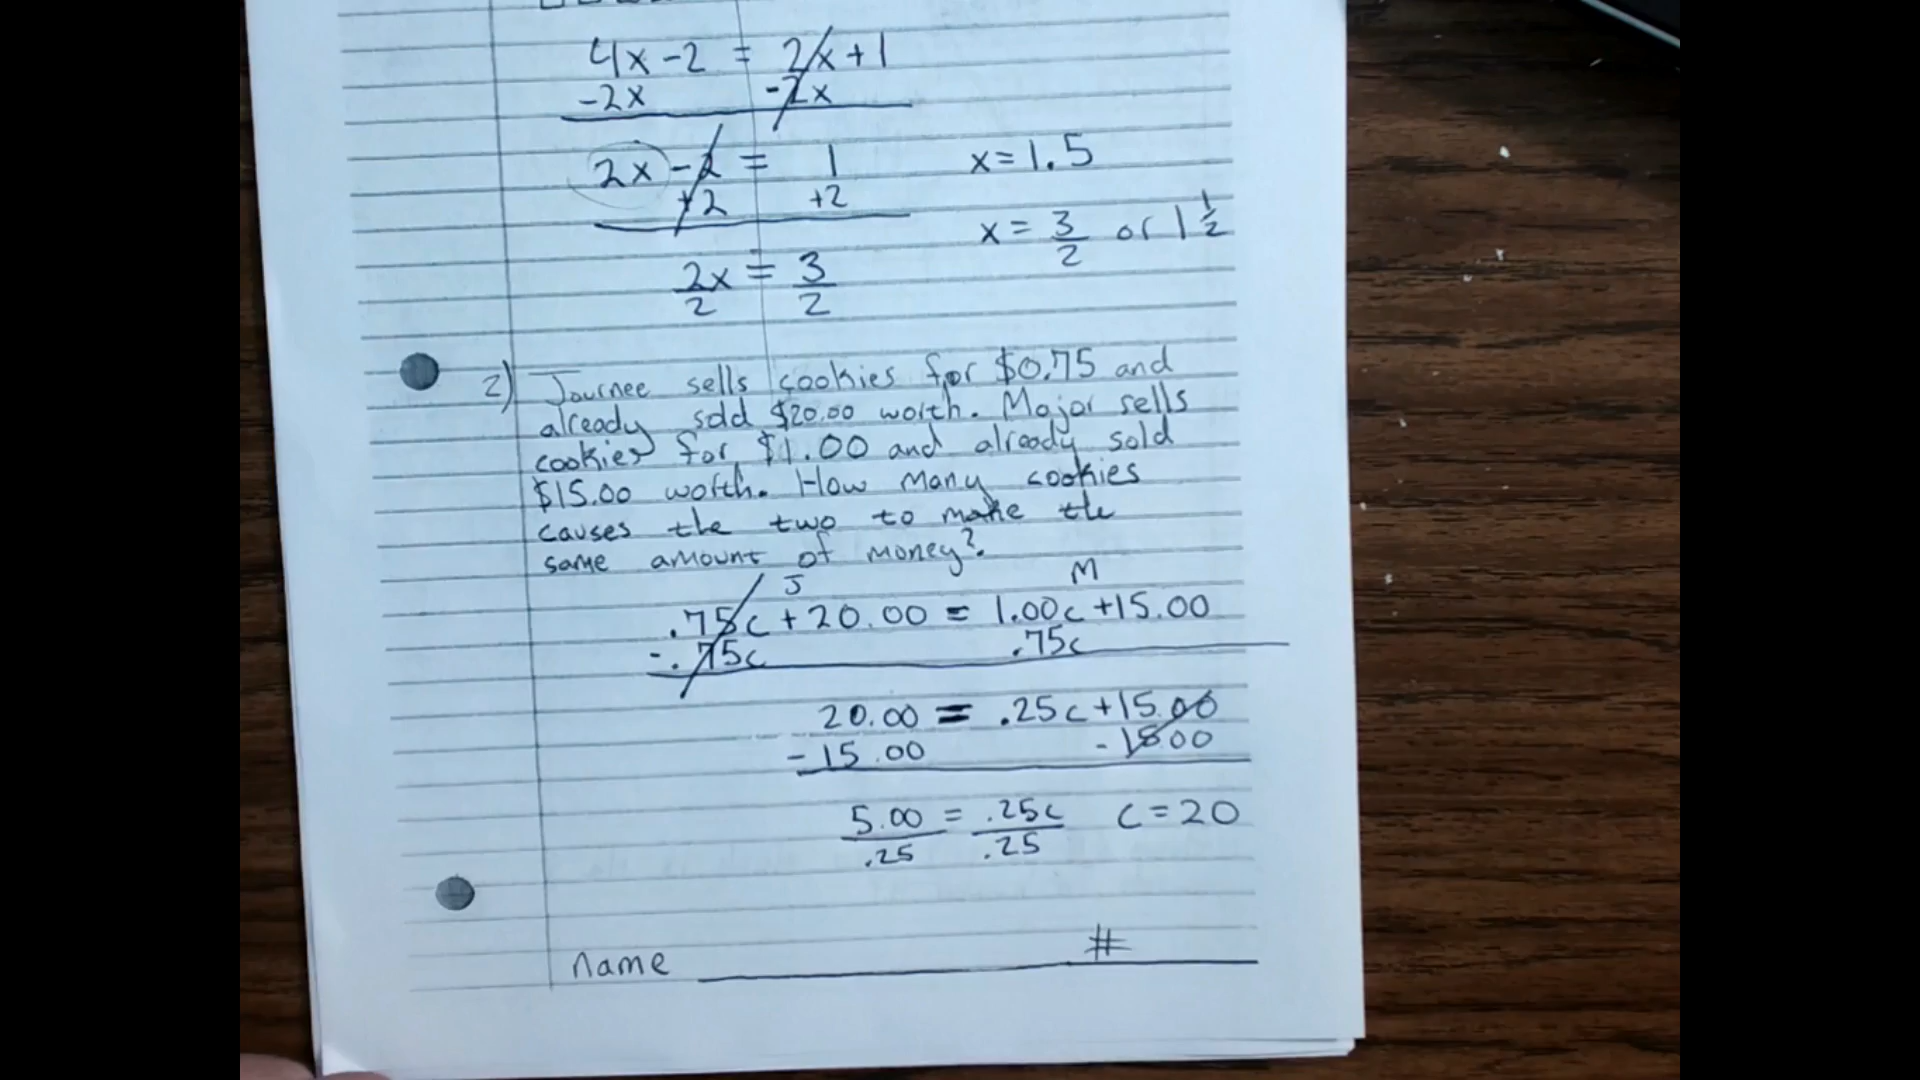 4x-2 = 2x+1
-2x -2x
2x-2 = 1 x=1.5
+2 +2
x = 3/2 or 1 1/2
2x/2 = 3/2
2) Journee sells cookies for $0.75 and
already sold $20.00 worth. Major sells
cookies for $1.00 and already sold
$15.00 worth. How many cookies
causes the two to make the
same amount of money?
J M
.75c+20.00 = 1.00c+15.00
-.75c .75c
20.00 = .25c+15.00
-15.00 -15.00
5.00/.25 = .25c/.25 c=20
name #